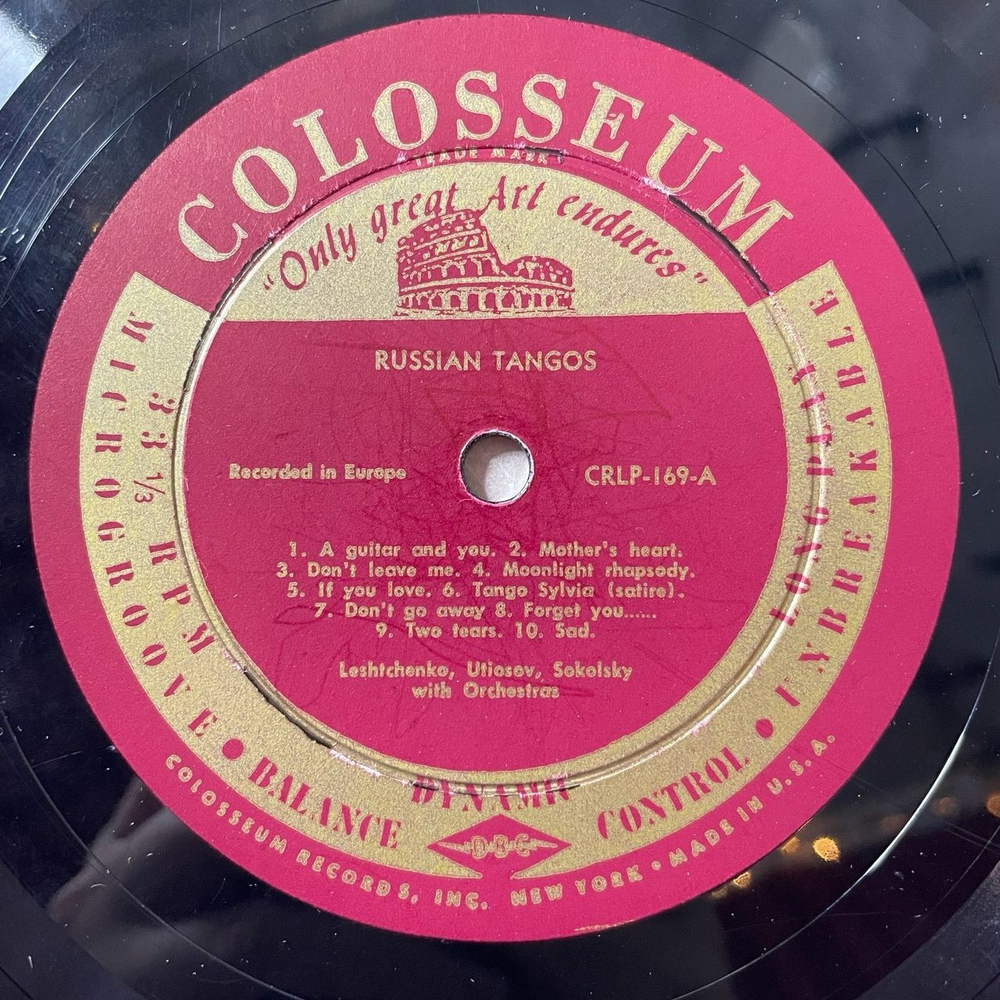 COLOSSEUM
TRADE MARK
"Only great Art endures"
RUSSIAN TANGOS
Recorded in Europe
CRLP-169-A
1. A guitar and you. 2. Mother's heart.
3. Don't leave me. 4. Moonlight rhapsody.
5. If you love. 6. Tango Sylvia (satire).
7. Don't go away 8. Forget you......
9. Two tears. 10. Sad.
Leshtchenko, Utiosov, Sokolsky
with Orchestras
33 1/3 RPM
LONG PLAY
MICROGROOVE • BALANCE DYNAMIC CONTROL • UNBREAKABLE
DBC
COLOSSEUM RECORDS, INC. NEW YORK • MADE IN U.S.A.